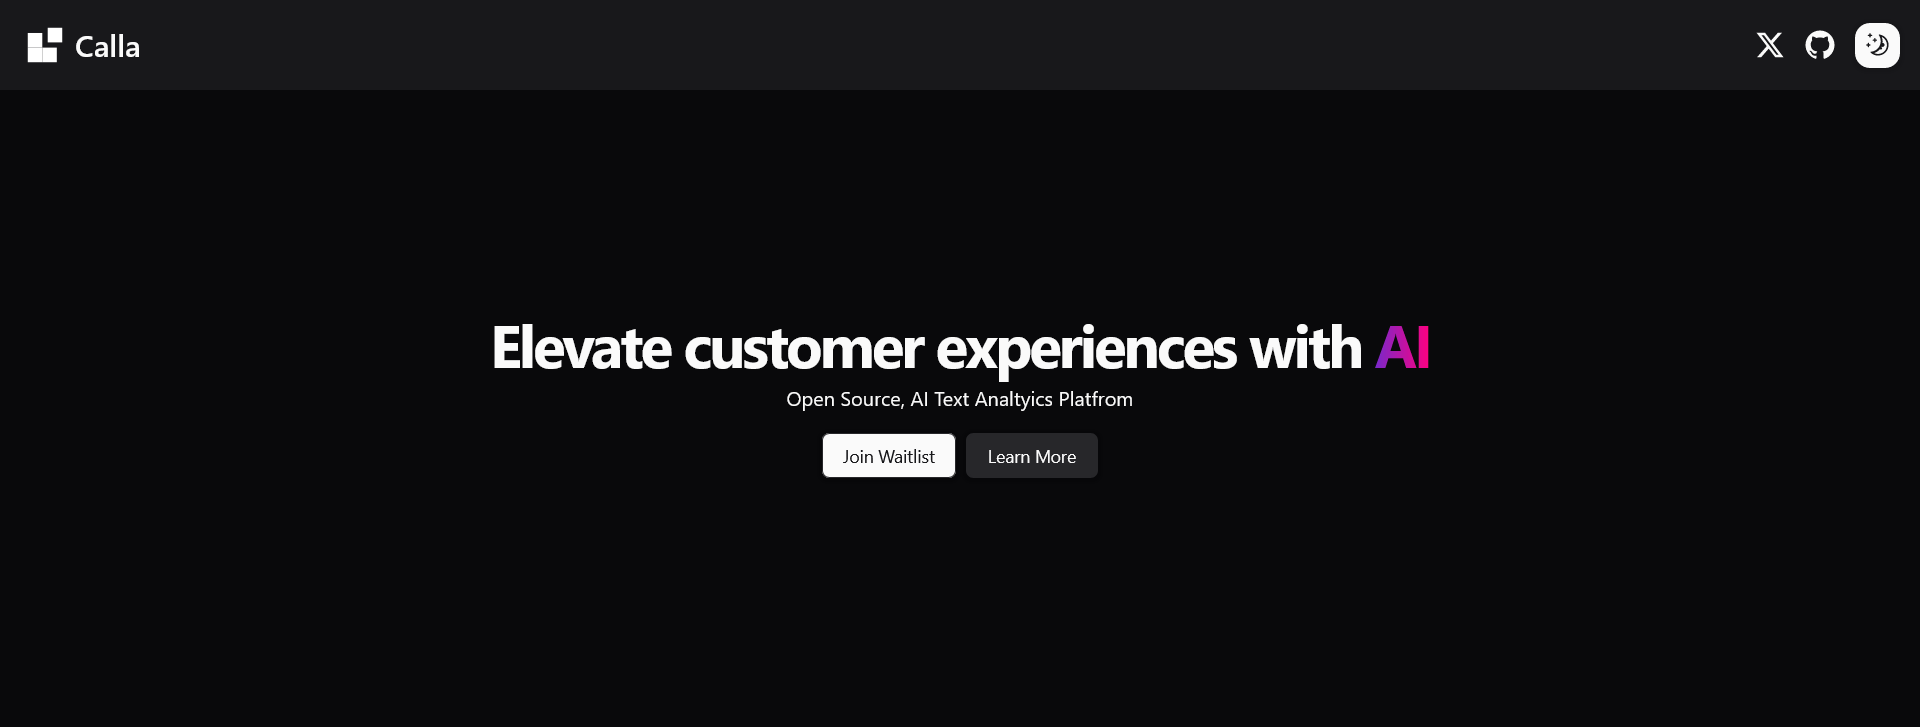 Calla
Elevate customer experiences with AI
Open Source, AI Text Analtyics Platfrom
Join Waitlist
Learn More